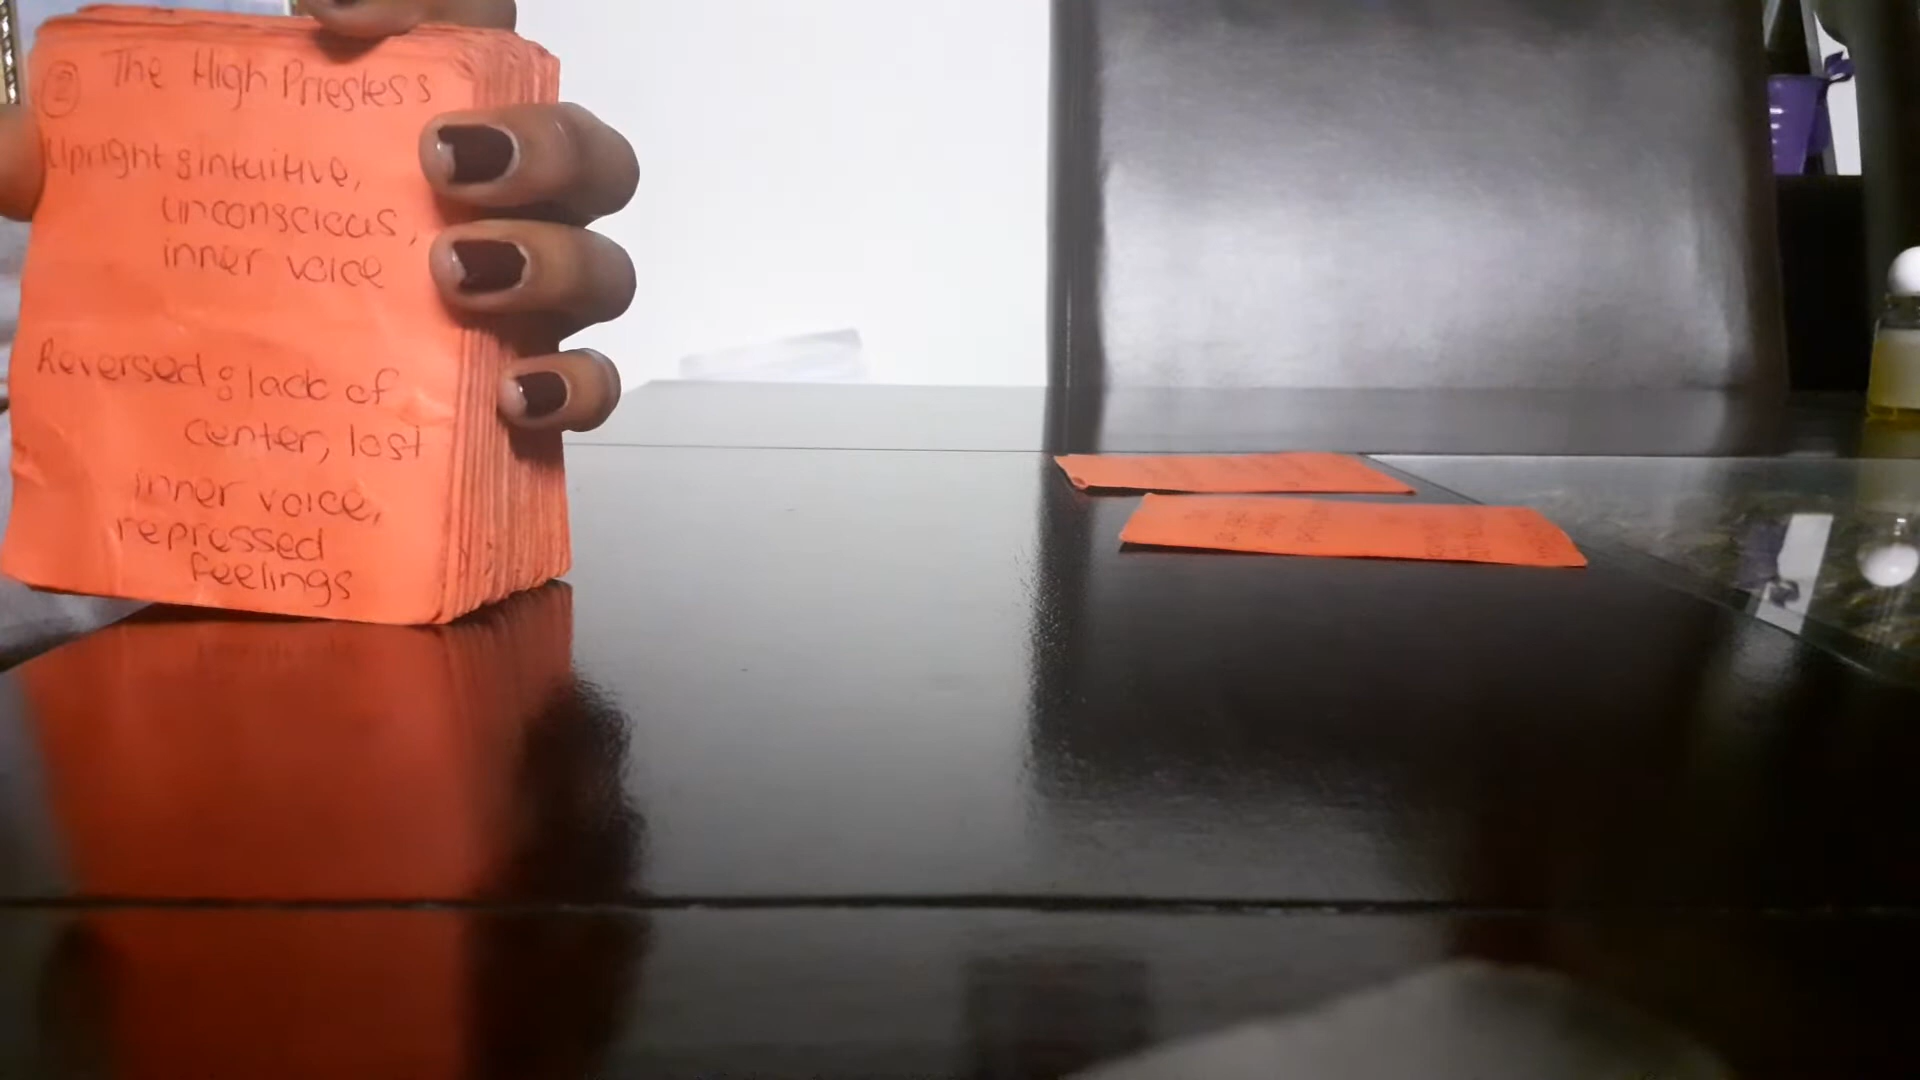 ② The High Priestess
Upright : intuitive,
unconscious,
inner voice
Reversed : lack of
center, lost
inner voice,
repressed
feelings